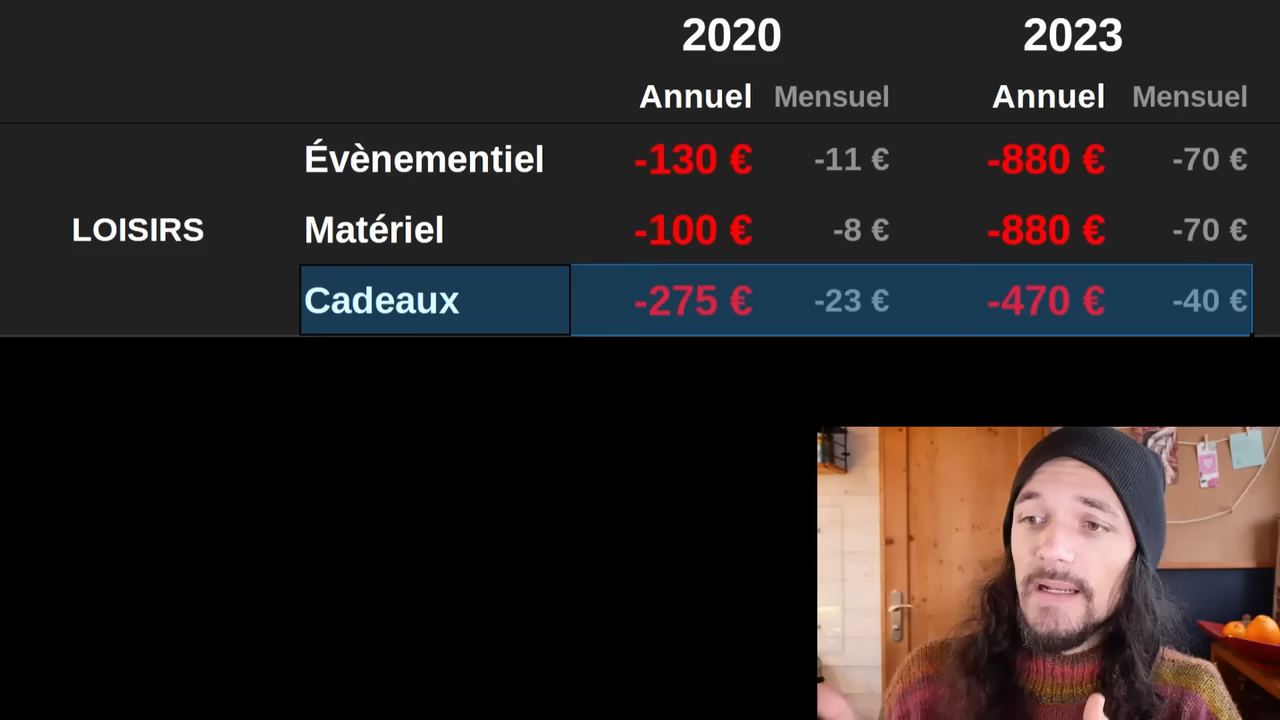 2020 2023
Annuel Mensuel Annuel Mensuel
Évènementiel -130 € -11 € -880 € -70 €
LOISIRS Matériel -100 € -8 € -880 € -70 €
Cadeaux -275 € -23 € -470 € -40 €